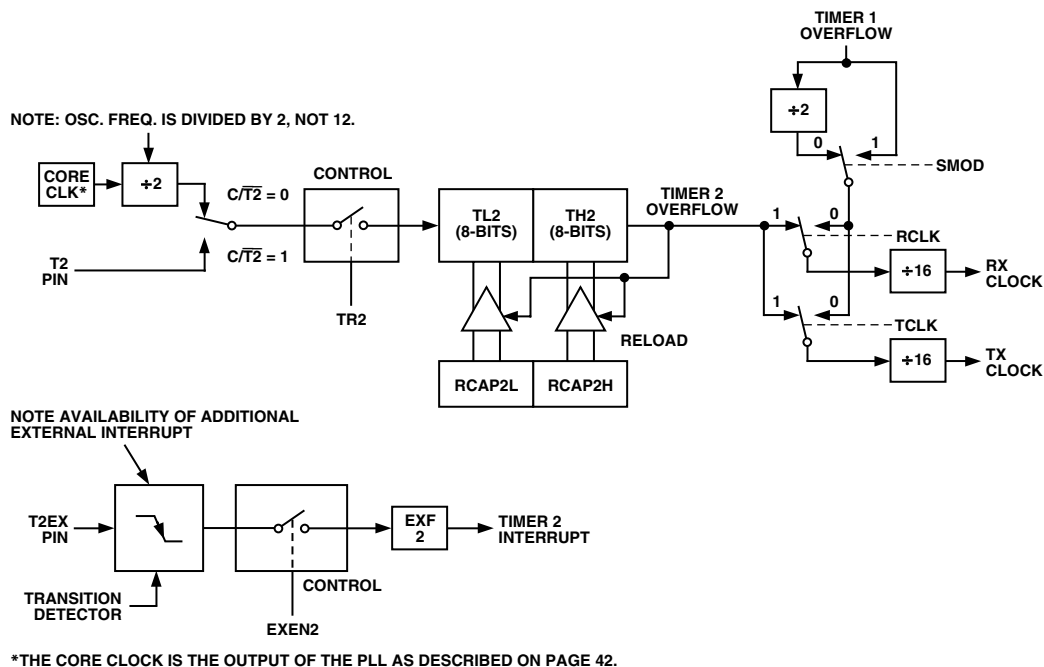 TIMER 1
OVERFLOW
÷2
NOTE: OSC. FREQ. IS DIVIDED BY 2, NOT 12.
0
1
SMOD
CORE
CLK*
÷2
C/T2̅ = 0
CONTROL
TL2
(8-BITS)
TH2
(8-BITS)
TIMER 2
OVERFLOW
1
0
RCLK
C/T2̅ = 1
T2
PIN
÷16
RX
CLOCK
TR2
1
0
TCLK
RELOAD
÷16
TX
CLOCK
RCAP2L
RCAP2H
NOTE AVAILABILITY OF ADDITIONAL
EXTERNAL INTERRUPT
T2EX
PIN
EXF
2
TIMER 2
INTERRUPT
CONTROL
TRANSITION
DETECTOR
EXEN2
*THE CORE CLOCK IS THE OUTPUT OF THE PLL AS DESCRIBED ON PAGE 42.